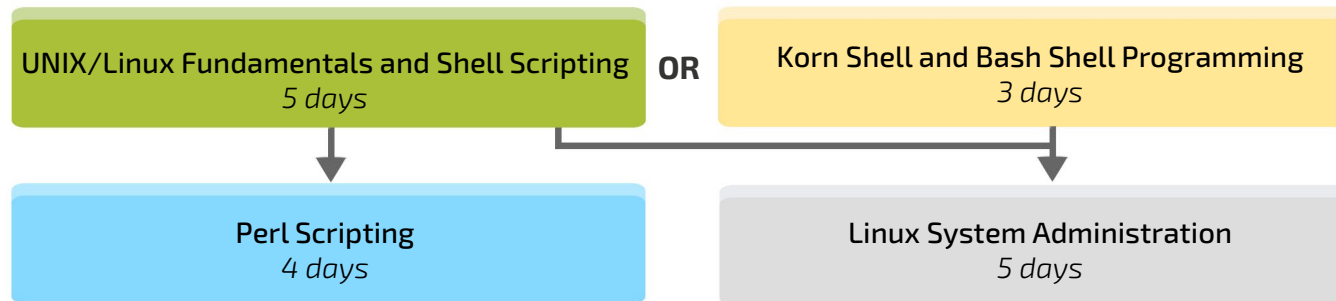 UNIX/Linux Fundamentals and Shell Scripting
5 days
OR
Korn Shell and Bash Shell Programming
3 days
Perl Scripting
4 days
Linux System Administration
5 days